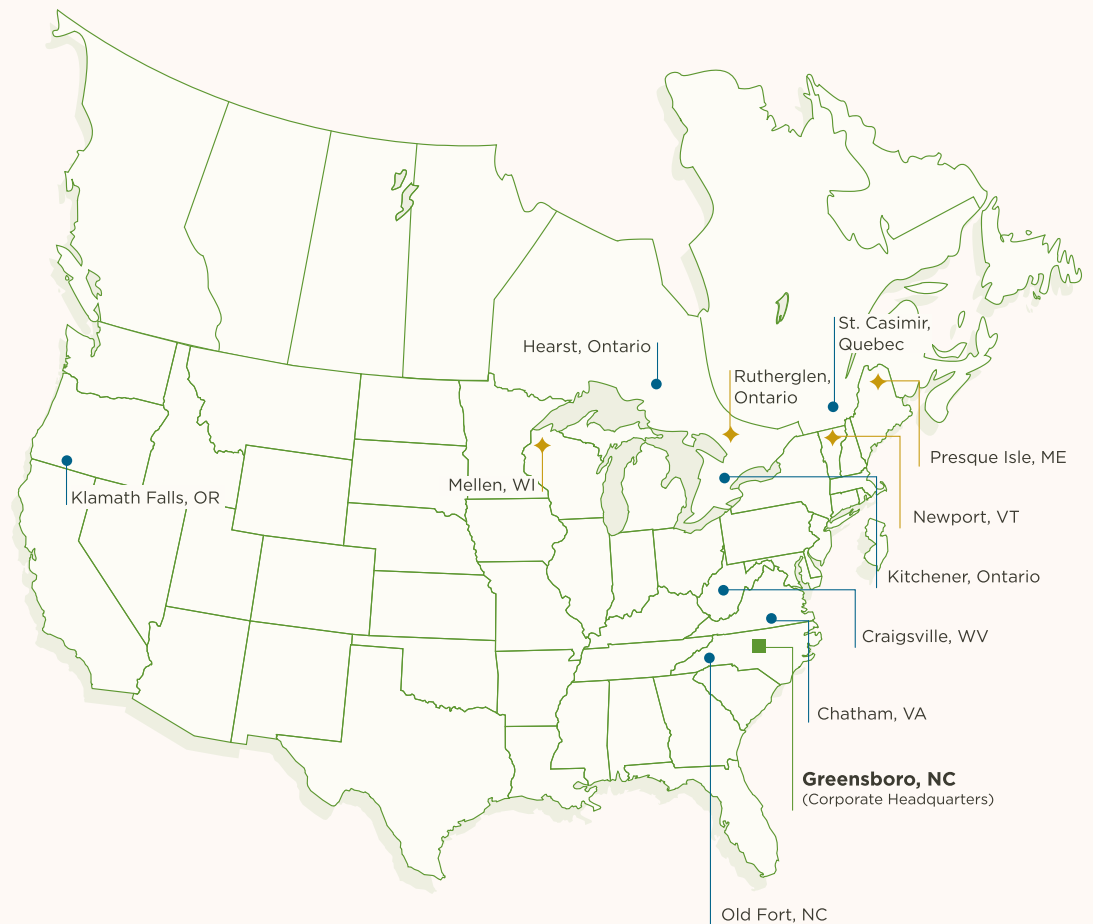 St. Casimir,
Quebec
Hearst, Ontario
Rutherglen,
Ontario
Presque Isle, ME
Mellen, WI
Klamath Falls, OR
Newport, VT
Kitchener, Ontario
Craigsville, WV
Chatham, VA
Greensboro, NC
(Corporate Headquarters)
Old Fort, NC